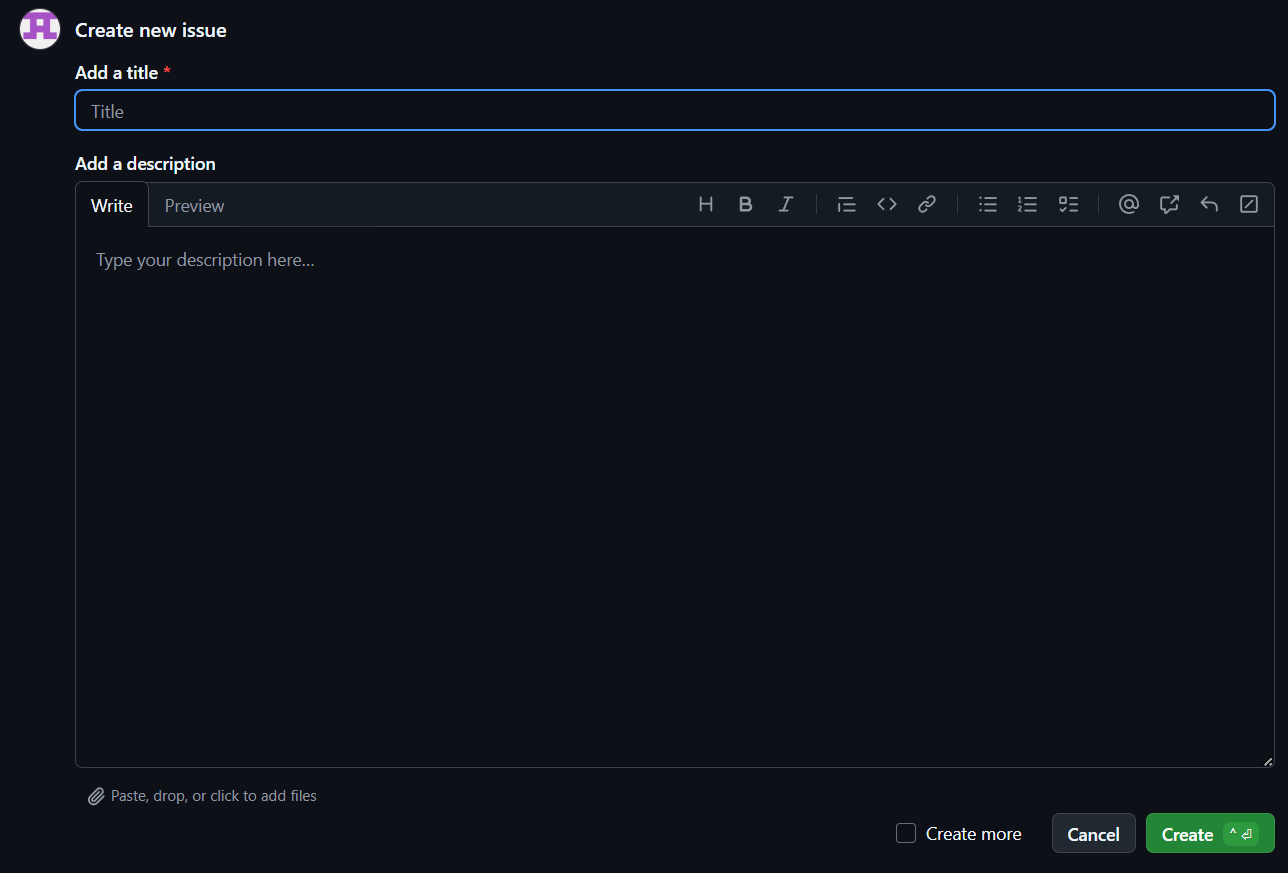 Create new issue
Add a title *
Title
Add a description
Write Preview
Type your description here...
Paste, drop, or click to add files
Create more Cancel Create ^ ⏎